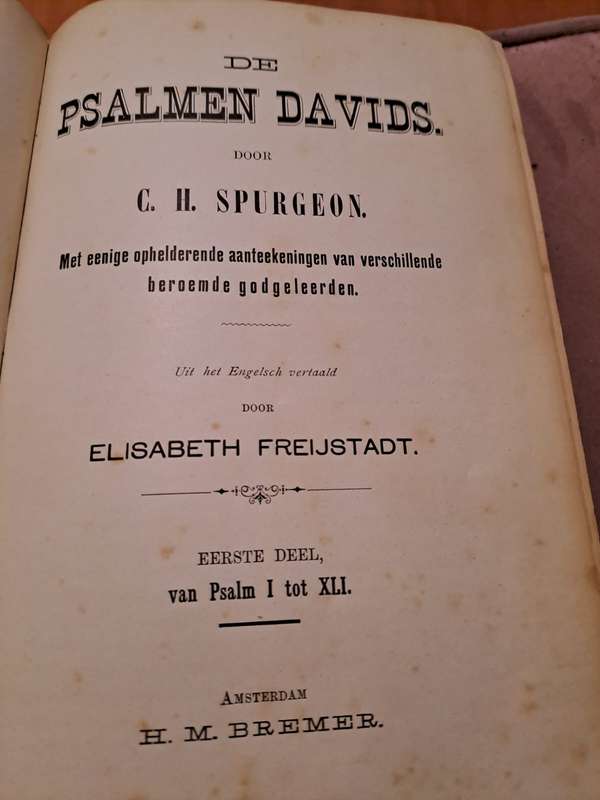 DE
PSALMEN DAVIDS.
DOOR
C. H. SPURGEON.
Met eenige ophelderende aanteekeningen van verschillende
beroemde godgeleerden.
Uit het Engelsch vertaald
DOOR
ELISABETH FREIJSTADT.
EERSTE DEEL,
van Psalm I tot XLI.
AMSTERDAM
H. M. BREMER.